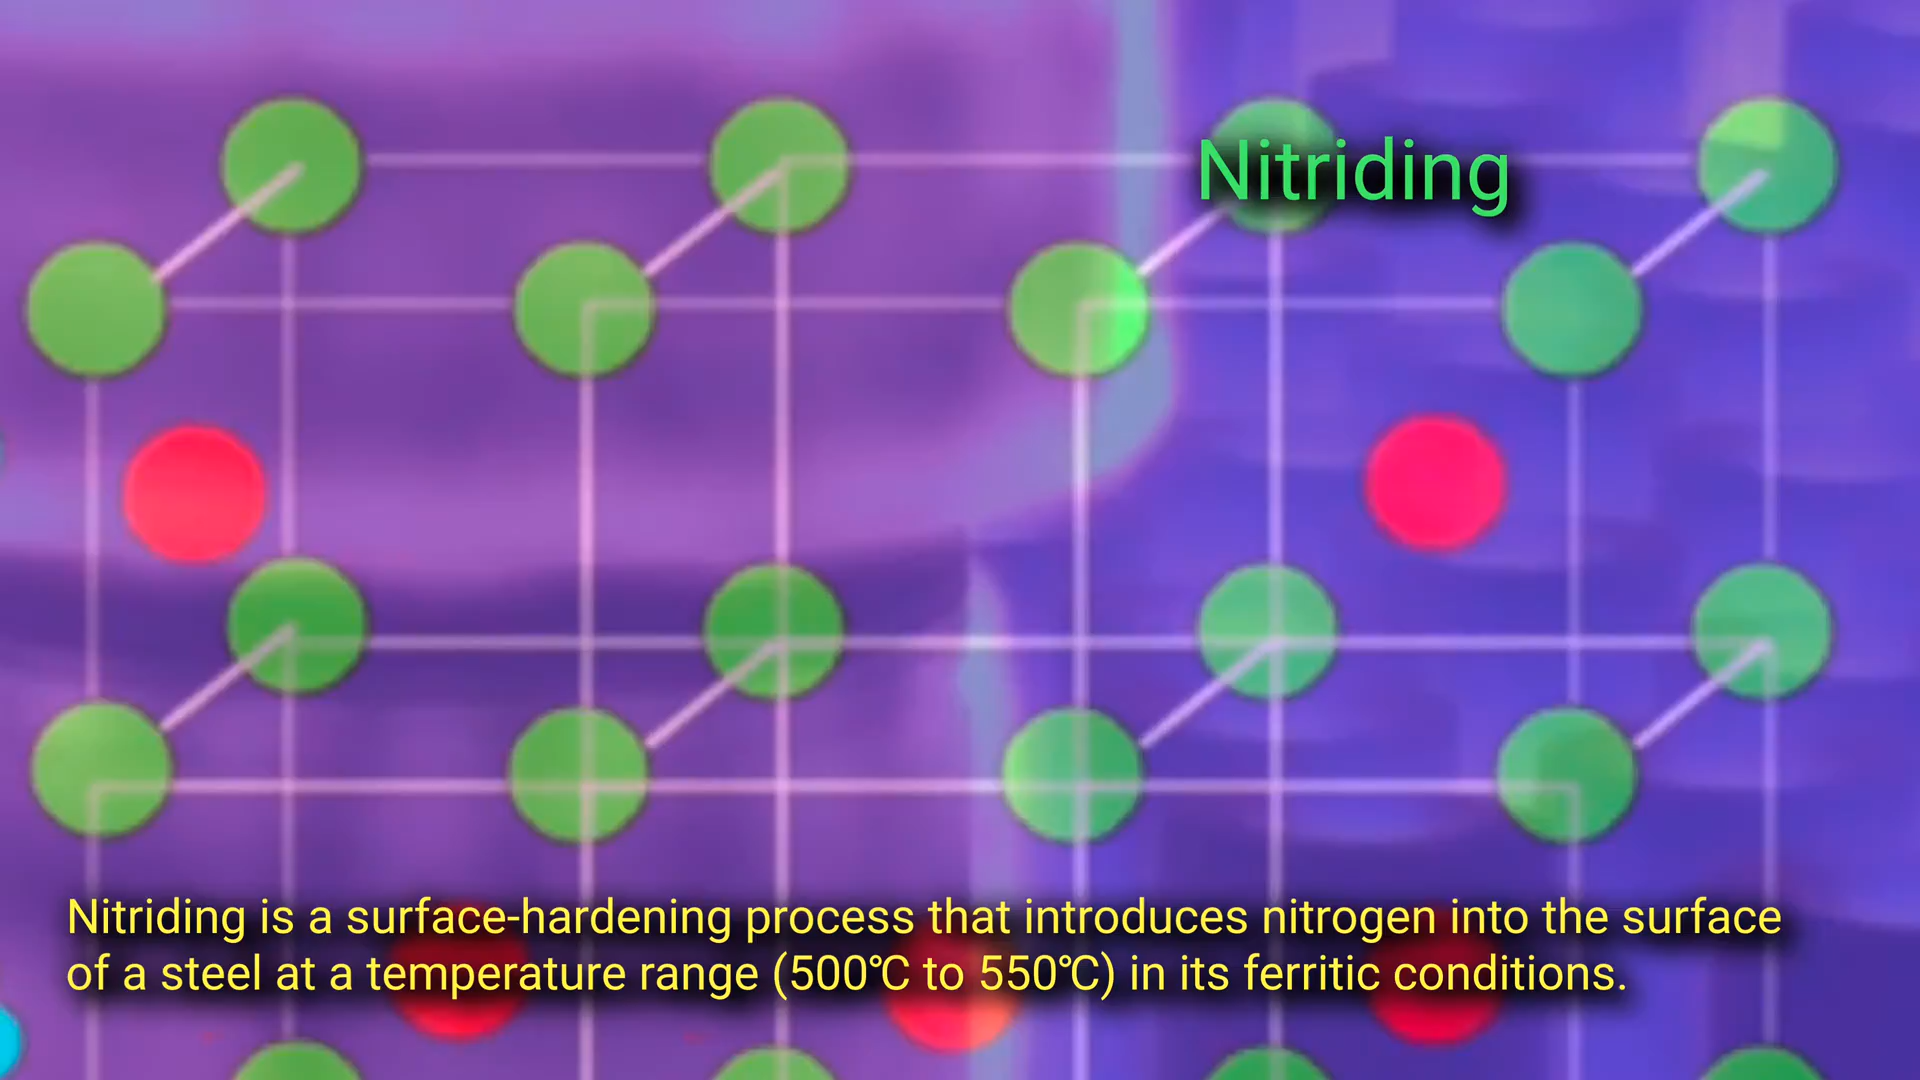 Nitriding
Nitriding is a surface-hardening process that introduces nitrogen into the surface
of a steel at a temperature range (500℃ to 550℃) in its ferritic conditions.